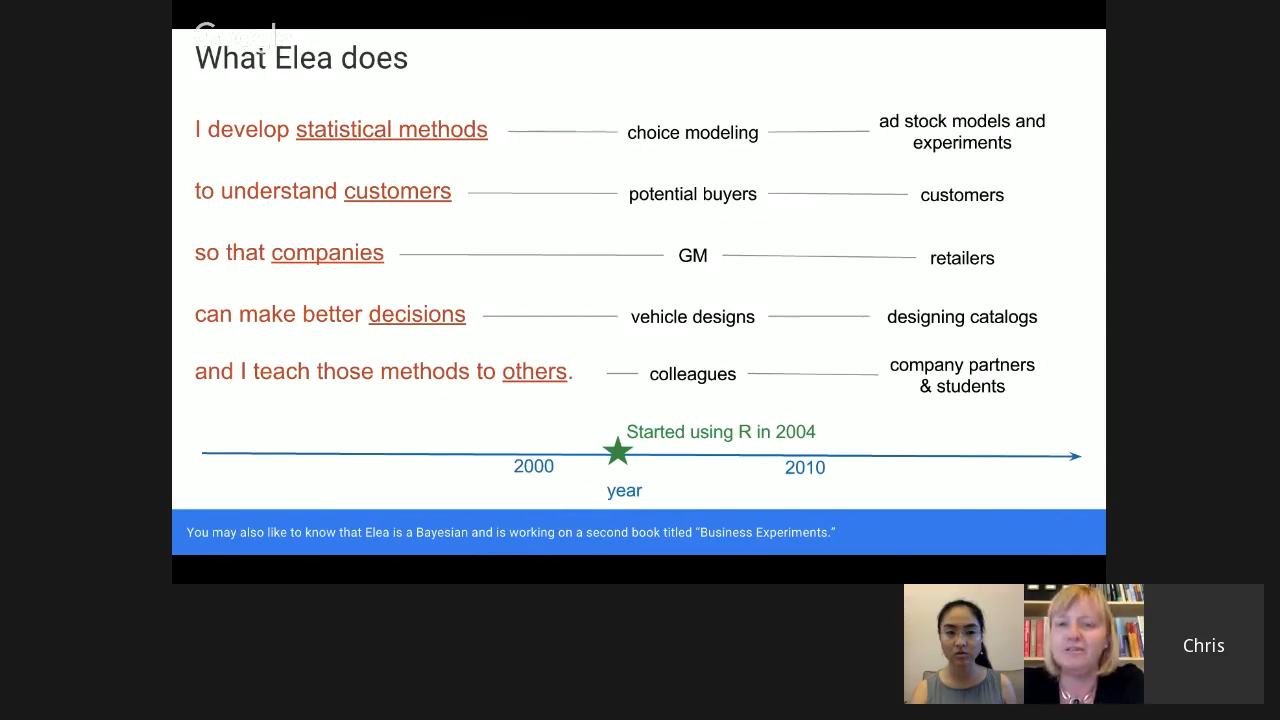 Google
What Elea does
I develop statistical methods choice modeling ad stock models and
experiments
to understand customers potential buyers customers
so that companies GM retailers
can make better decisions vehicle designs designing catalogs
and I teach those methods to others. colleagues company partners
& students
Started using R in 2004
2000 2010
year
You may also like to know that Elea is a Bayesian and is working on a second book titled “Business Experiments.”
Chris